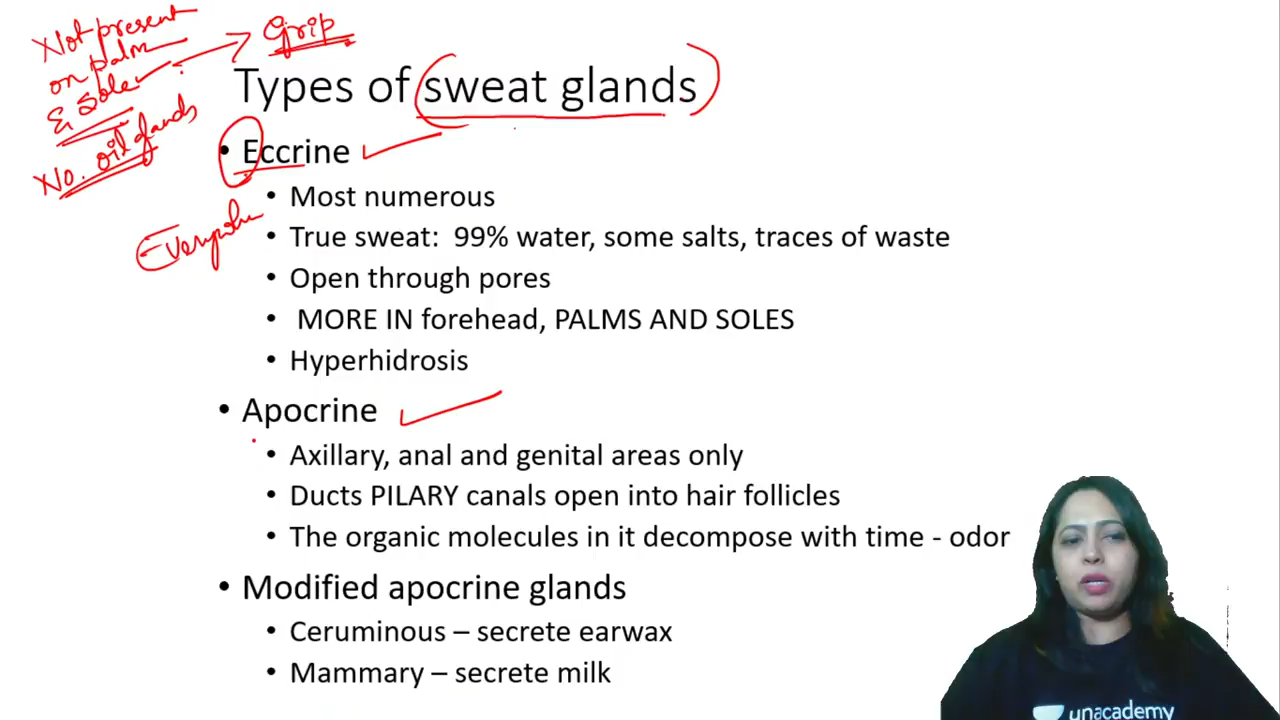 Not present
on palm
& Sole
No. oil glands
Grip
Types of sweat glands
• Eccrine
Everywhere
• Most numerous
• True sweat: 99% water, some salts, traces of waste
• Open through pores
• MORE IN forehead, PALMS AND SOLES
• Hyperhidrosis
• Apocrine
• Axillary, anal and genital areas only
• Ducts PILARY canals open into hair follicles
• The organic molecules in it decompose with time - odor
• Modified apocrine glands
• Ceruminous – secrete earwax
• Mammary – secrete milk
unacademy